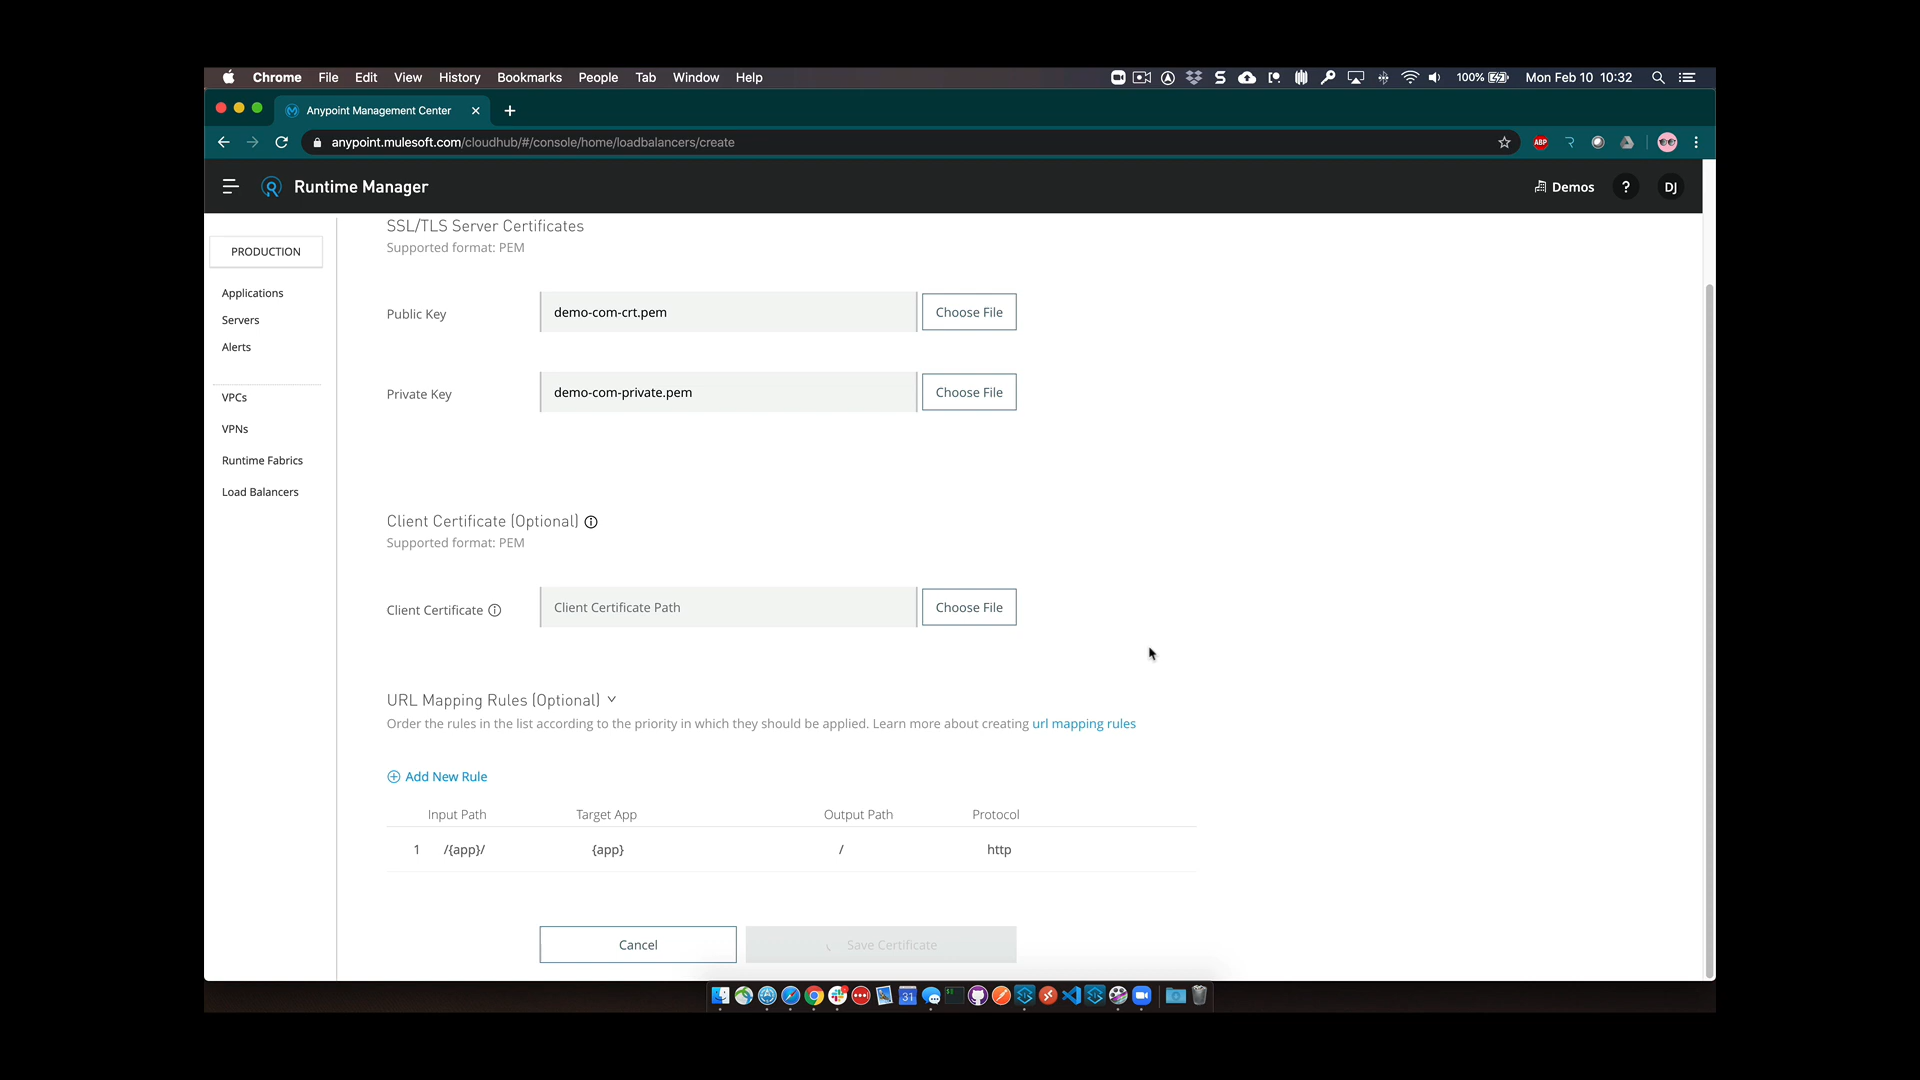 Chrome File Edit View History Bookmarks People Tab Window Help 100% Mon Feb 10 10:32
Anypoint Management Center
anypoint.mulesoft.com/cloudhub/#/console/home/loadbalancers/create
ABP
Runtime Manager
Demos ? DJ
PRODUCTION
Applications
Servers
Alerts
VPCs
VPNs
Runtime Fabrics
Load Balancers
SSL/TLS Server Certificates
Supported format: PEM
Public Key demo-com-crt.pem Choose File
Private Key demo-com-private.pem Choose File
Client Certificate (Optional)
Supported format: PEM
Client Certificate Client Certificate Path Choose File
URL Mapping Rules (Optional)
Order the rules in the list according to the priority in which they should be applied. Learn more about creating url mapping rules
Add New Rule
Input Path Target App Output Path Protocol
1 /{app}/ {app} / http
Cancel Save Certificate
31